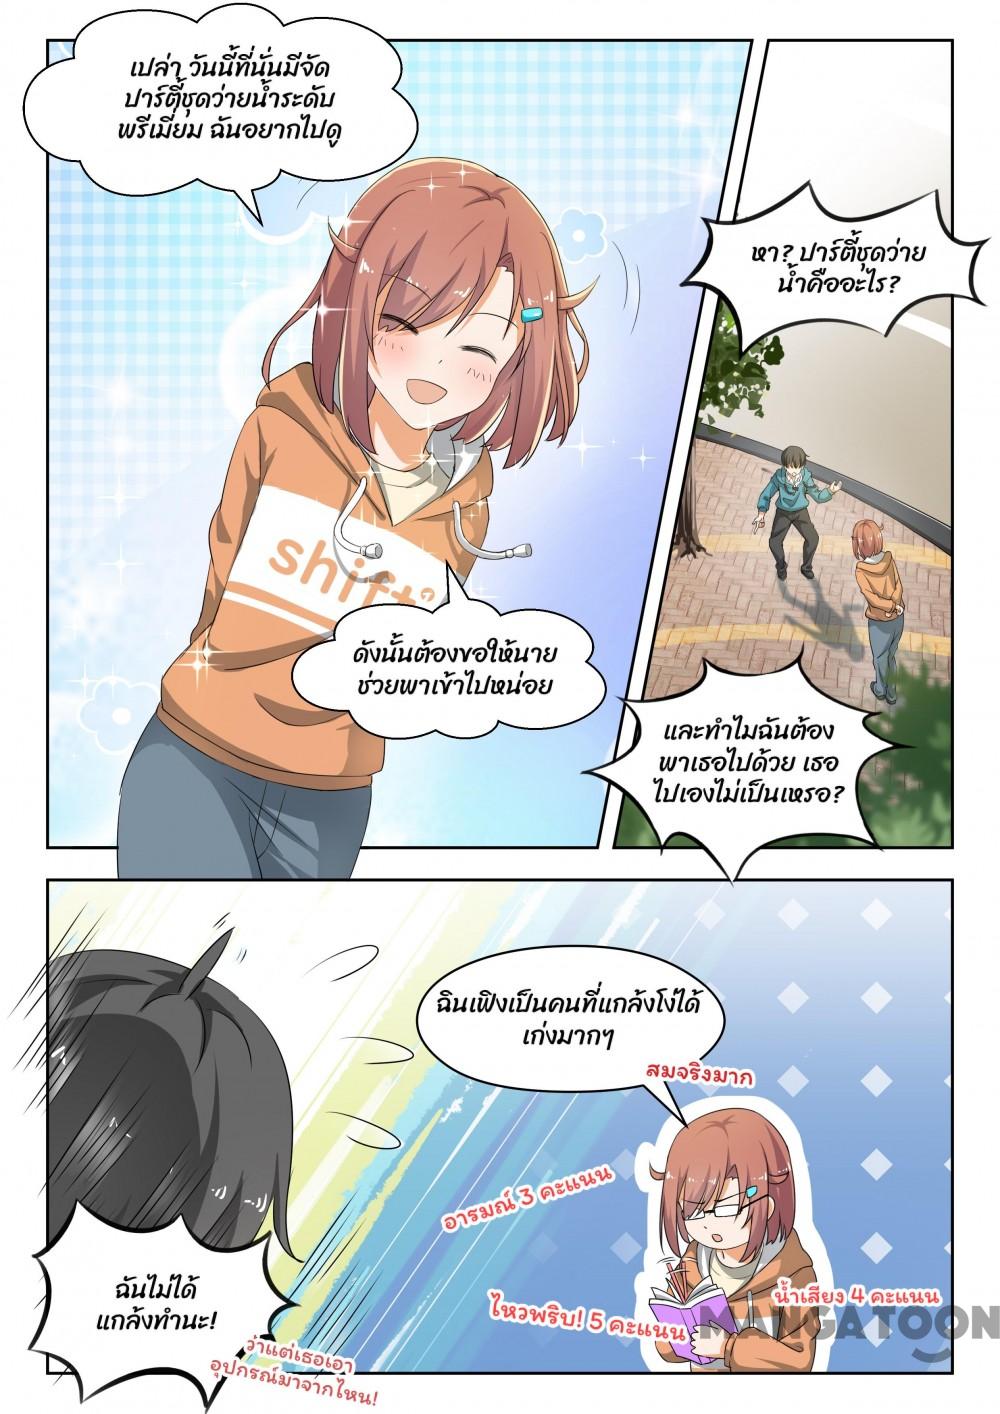 เปล่า วันนี้ที่นั่นมีจัด
ปาร์ตี้ชุดว่ายน้ำระดับ
พรีเมี่ยม ฉันอยากไปดู
หา? ปาร์ตี้ชุดว่าย
น้ำคืออะไร?
shift
ดังนั้นต้องขอให้นาย
ช่วยพาเข้าไปหน่อย
และทำไมฉันต้อง
พาเธอไปด้วย เธอ
ไปเองไม่เป็นเหรอ?
ฉินเฟิงเป็นคนที่แกล้งโง่ได้
เก่งมากๆ
สมจริงมาก
อารมณ์ 3 คะแนน
น้ำเสียง 4 คะแนน
ไหวพริบ! 5 คะแนน
ฉันไม่ได้
แกล้งทำนะ!
ว่าแต่เธอเอา
อุปกรณ์มาจากไหน!
MANGATOON